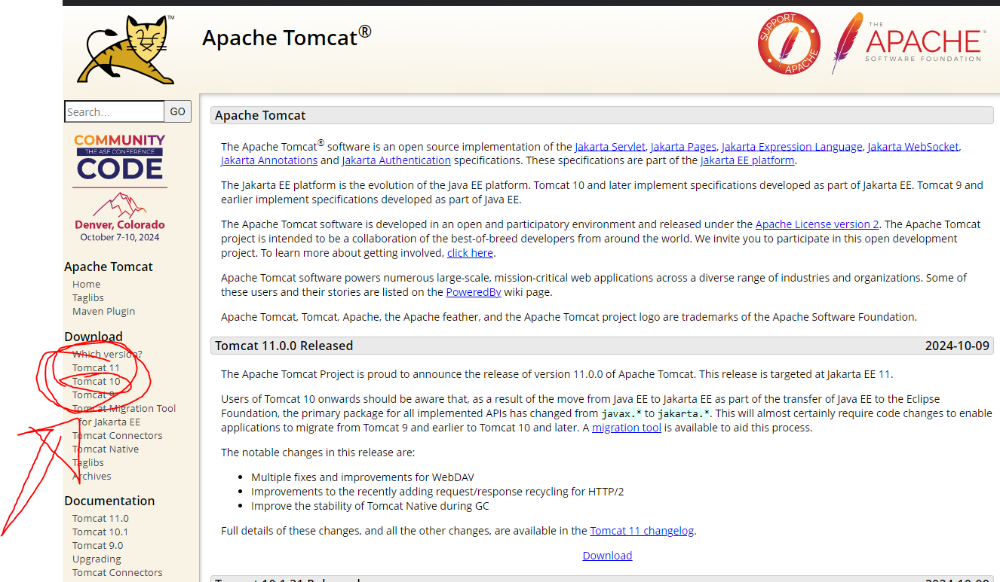 TM
Apache Tomcat®
SUPPORT
APACHE
THE
APACHE®
SOFTWARE FOUNDATION
Search...
GO
COMMUNITY
THE ASF CONFERENCE
CODE
Denver, Colorado
October 7-10, 2024
Apache Tomcat
Home
Taglibs
Maven Plugin
Download
Which version?
Tomcat 11
Tomcat 10
Tomcat 9
Tomcat Migration Tool
for Jakarta EE
Tomcat Connectors
Tomcat Native
Taglibs
Archives
Documentation
Tomcat 11.0
Tomcat 10.1
Tomcat 9.0
Upgrading
Tomcat Connectors
Apache Tomcat
The Apache Tomcat® software is an open source implementation of the Jakarta Servlet, Jakarta Pages, Jakarta Expression Language, Jakarta WebSocket,
Jakarta Annotations and Jakarta Authentication specifications. These specifications are part of the Jakarta EE platform.
The Jakarta EE platform is the evolution of the Java EE platform. Tomcat 10 and later implement specifications developed as part of Jakarta EE. Tomcat 9 and
earlier implement specifications developed as part of Java EE.
The Apache Tomcat software is developed in an open and participatory environment and released under the Apache License version 2. The Apache Tomcat
project is intended to be a collaboration of the best-of-breed developers from around the world. We invite you to participate in this open development
project. To learn more about getting involved, click here.
Apache Tomcat software powers numerous large-scale, mission-critical web applications across a diverse range of industries and organizations. Some of
these users and their stories are listed on the PoweredBy wiki page.
Apache Tomcat, Tomcat, Apache, the Apache feather, and the Apache Tomcat project logo are trademarks of the Apache Software Foundation.
Tomcat 11.0.0 Released 2024-10-09
The Apache Tomcat Project is proud to announce the release of version 11.0.0 of Apache Tomcat. This release is targeted at Jakarta EE 11.
Users of Tomcat 10 onwards should be aware that, as a result of the move from Java EE to Jakarta EE as part of the transfer of Java EE to the Eclipse
Foundation, the primary package for all implemented APIs has changed from javax.* to jakarta.*. This will almost certainly require code changes to enable
applications to migrate from Tomcat 9 and earlier to Tomcat 10 and later. A migration tool is available to aid this process.
The notable changes in this release are:
• Multiple fixes and improvements for WebDAV
• Improvements to the recently adding request/response recycling for HTTP/2
• Improve the stability of Tomcat Native during GC
Full details of these changes, and all the other changes, are available in the Tomcat 11 changelog.
Download